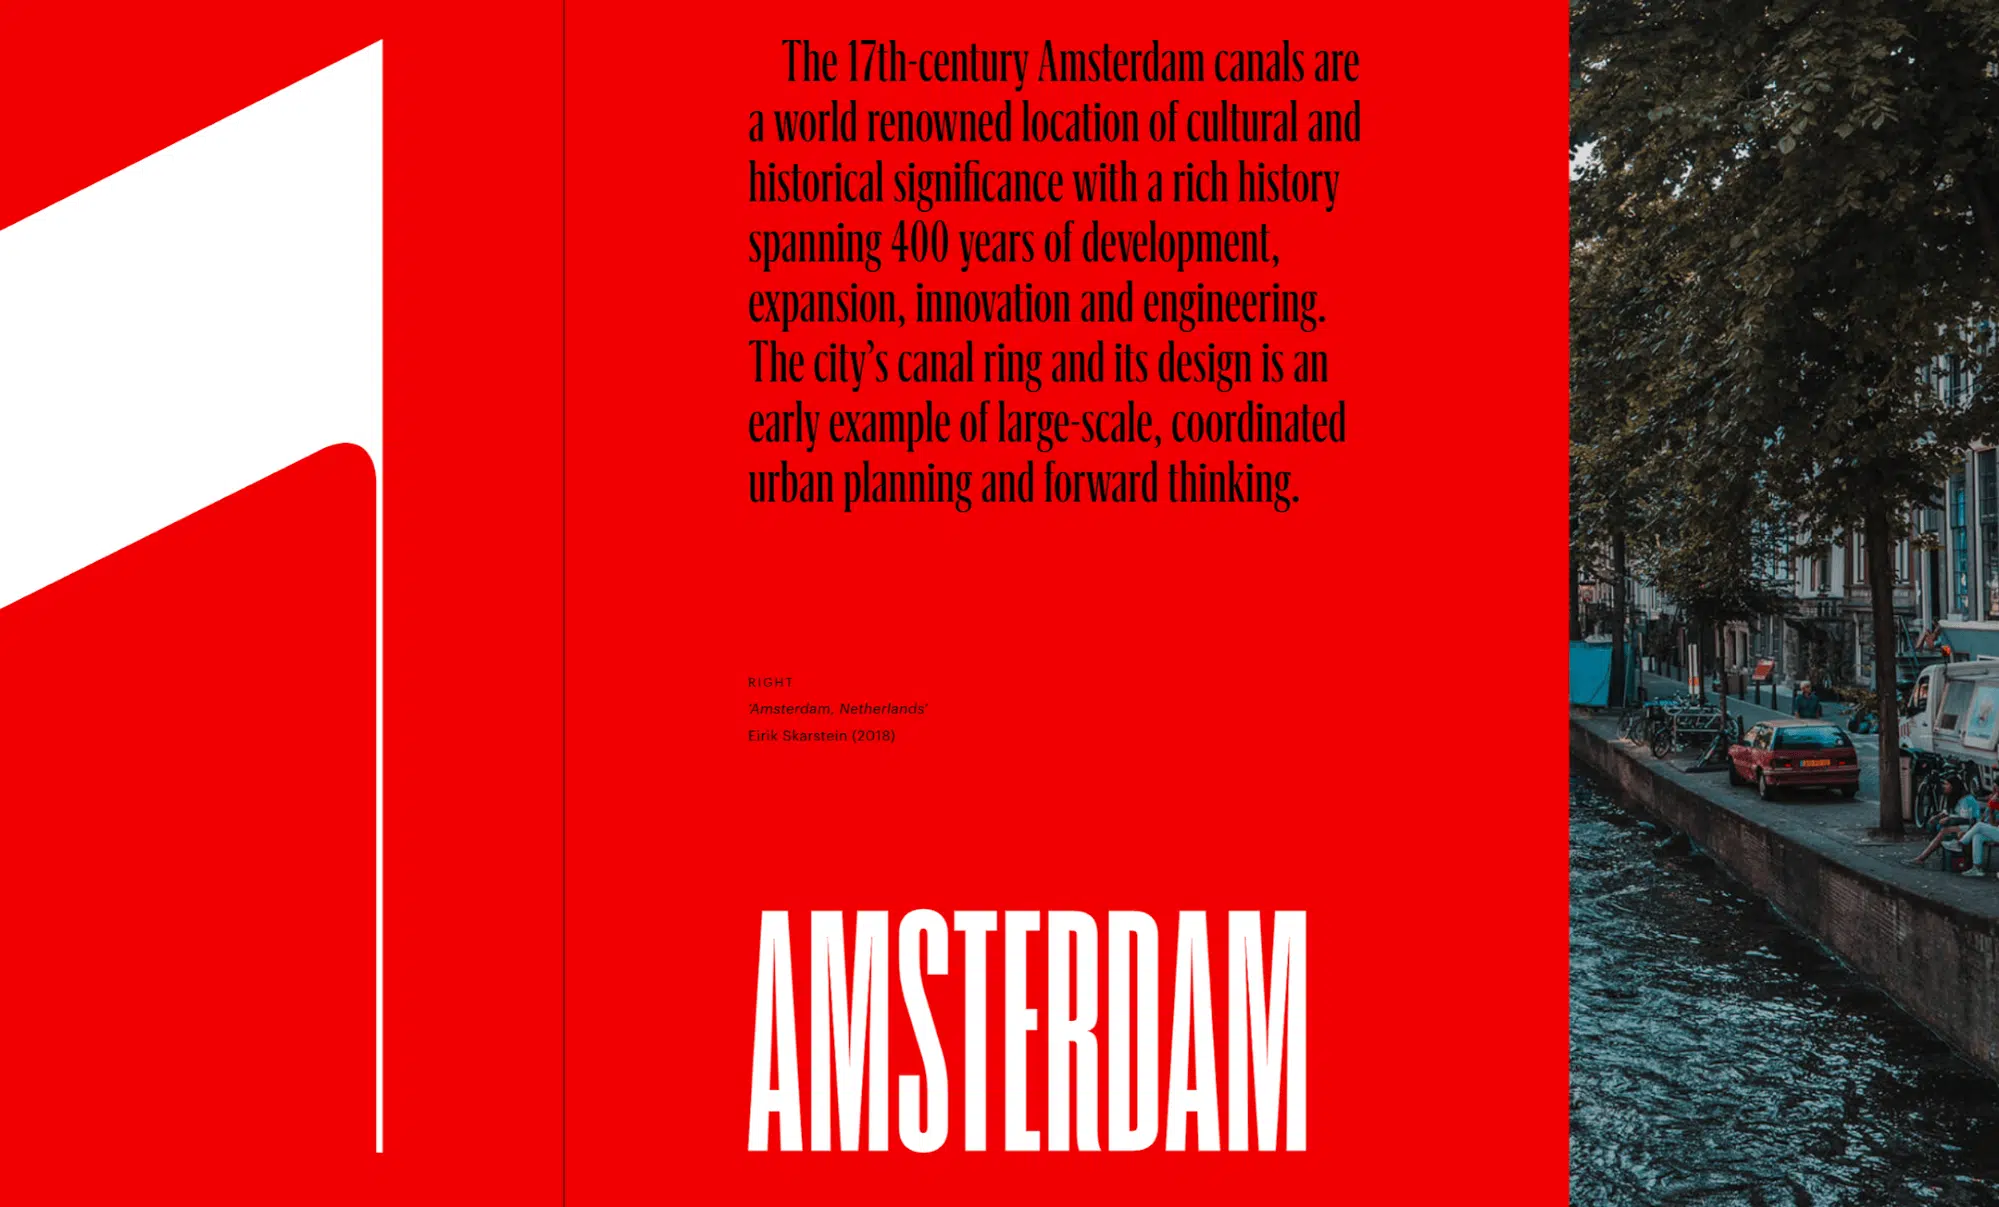 1
The 17th-century Amsterdam canals are
a world renowned location of cultural and
historical significance with a rich history
spanning 400 years of development,
expansion, innovation and engineering.
The city’s canal ring and its design is an
early example of large-scale, coordinated
urban planning and forward thinking.
RIGHT
‘Amsterdam, Netherlands’
Eirik Skarstein (2018)
AMSTERDAM